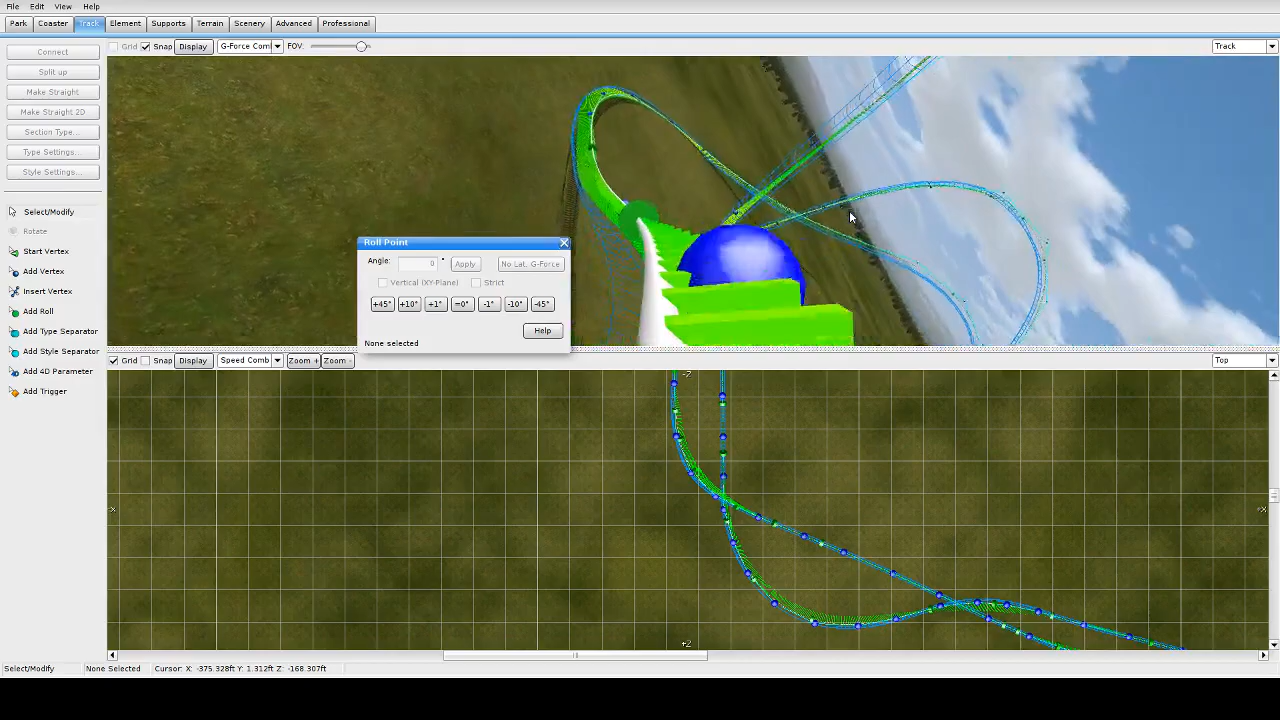 File Edit View Help
Park Coaster Track Element Supports Terrain Scenery Advanced Professional
Grid Snap Display G-Force Com FOV: Track
Connect
Split up
Make Straight
Make Straight 2D
Section Type...
Type Settings...
Style Settings...
Select/Modify
Rotate
Start Vertex
Add Vertex
Insert Vertex
Add Roll
Add Type Separator
Add Style Separator
Add 4D Parameter
Add Trigger
Roll Point
Angle: 0 ° Apply No Lat. G-Force
Vertical (XY-Plane) Strict
+45° +10° +1° =0° -1° -10° -45°
Help
None selected
Grid Snap Display Speed Comb Zoom + Zoom - Top
-Z
-X +X
+Z
Select/Modify None Selected Cursor: X: -375.328ft Y: 1.312ft Z: -168.307ft